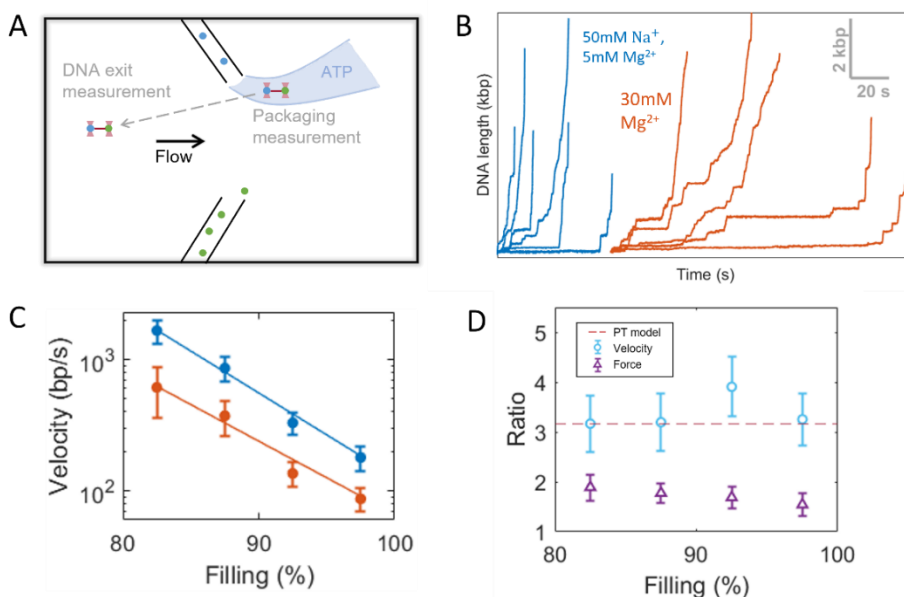 A
DNA exit
measurement
ATP
Packaging
measurement
Flow
B
DNA length (kbp)
50mM Na⁺,
5mM Mg²⁺
30mM
Mg²⁺
2 kbp
20 s
Time (s)
C
Velocity (bp/s)
10³
10²
80
90
100
Filling (%)
D
Ratio
5
4
3
2
1
PT model
Velocity
Force
80
90
100
Filling (%)